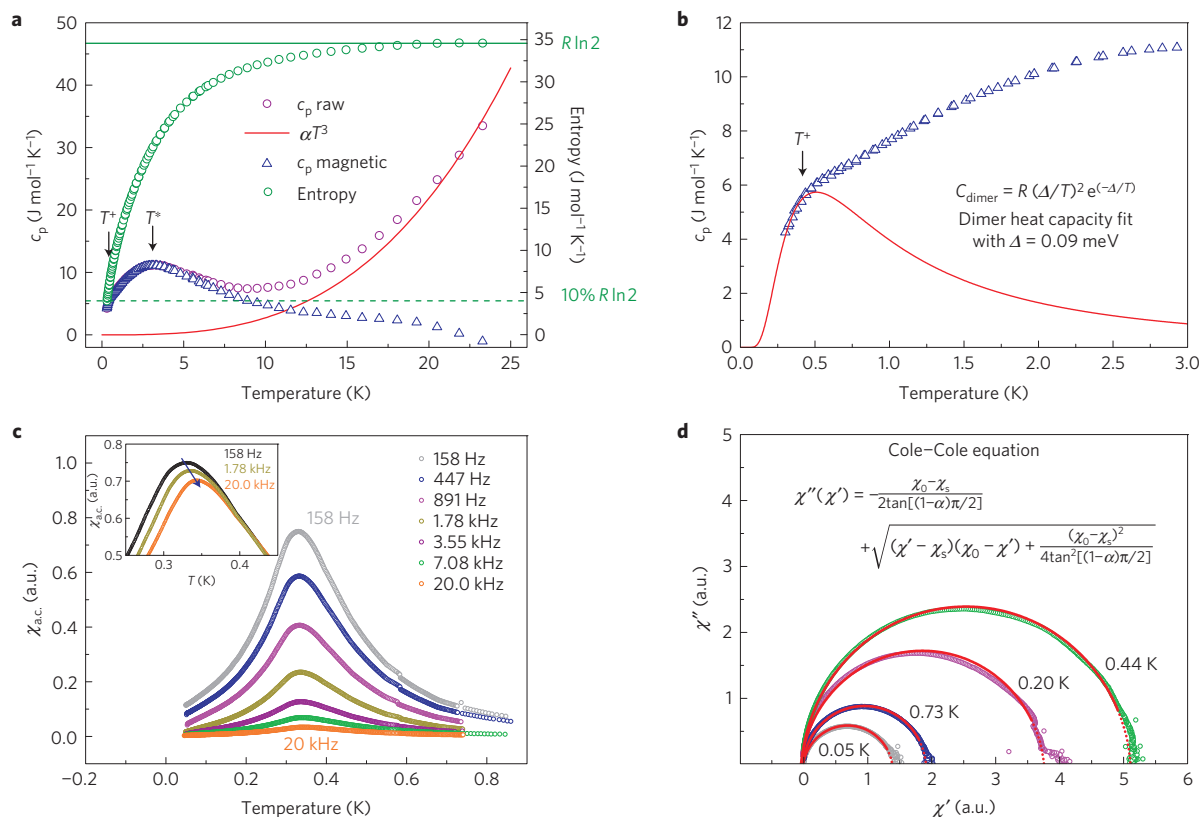 a
50
40
30
20
10
0
c_p (J mol⁻¹ K⁻¹)
35
30
25
20
15
10
5
0
Entropy (J mol⁻¹ K⁻¹)
R ln 2
10% R ln 2
c_p raw
αT³
c_p magnetic
Entropy
T⁺
T*
0 5 10 15 20 25
Temperature (K)
b
12
10
8
6
4
2
0
c_p (J mol⁻¹ K⁻¹)
T⁺
C_dimer = R (Δ/T)² e^(−Δ/T)
Dimer heat capacity fit
with Δ = 0.09 meV
0.0 0.5 1.0 1.5 2.0 2.5 3.0
Temperature (K)
c
1.0
0.8
0.6
0.4
0.2
0.0
χ_a.c. (a.u.)
0.8
0.7
0.6
0.5
χ_a.c. (a.u.)
158 Hz
1.78 kHz
20.0 kHz
0.3 0.4
T (K)
158 Hz
158 Hz
447 Hz
891 Hz
1.78 kHz
3.55 kHz
7.08 kHz
20.0 kHz
20 kHz
−0.2 0.0 0.2 0.4 0.6 0.8
Temperature (K)
d
5
4
3
2
1
χ″ (a.u.)
Cole–Cole equation
χ″(χ′) = −(χ₀−χ_s)/(2tan[(1−α)π/2])
+√((χ′−χ_s)(χ₀−χ′) + (χ₀−χ_s)²/(4tan²[(1−α)π/2]))
0.44 K
0.20 K
0.73 K
0.05 K
0 1 2 3 4 5 6
χ′ (a.u.)